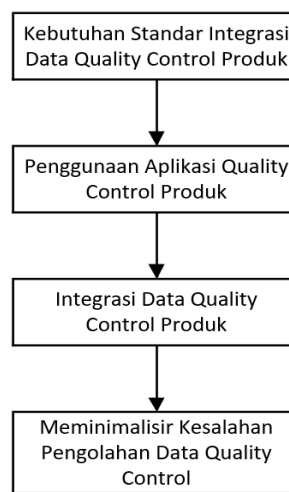 Kebutuhan Standar Integrasi
Data Quality Control Produk
Penggunaan Aplikasi Quality
Control Produk
Integrasi Data Quality
Control Produk
Meminimalisir Kesalahan
Pengolahan Data Quality
Control